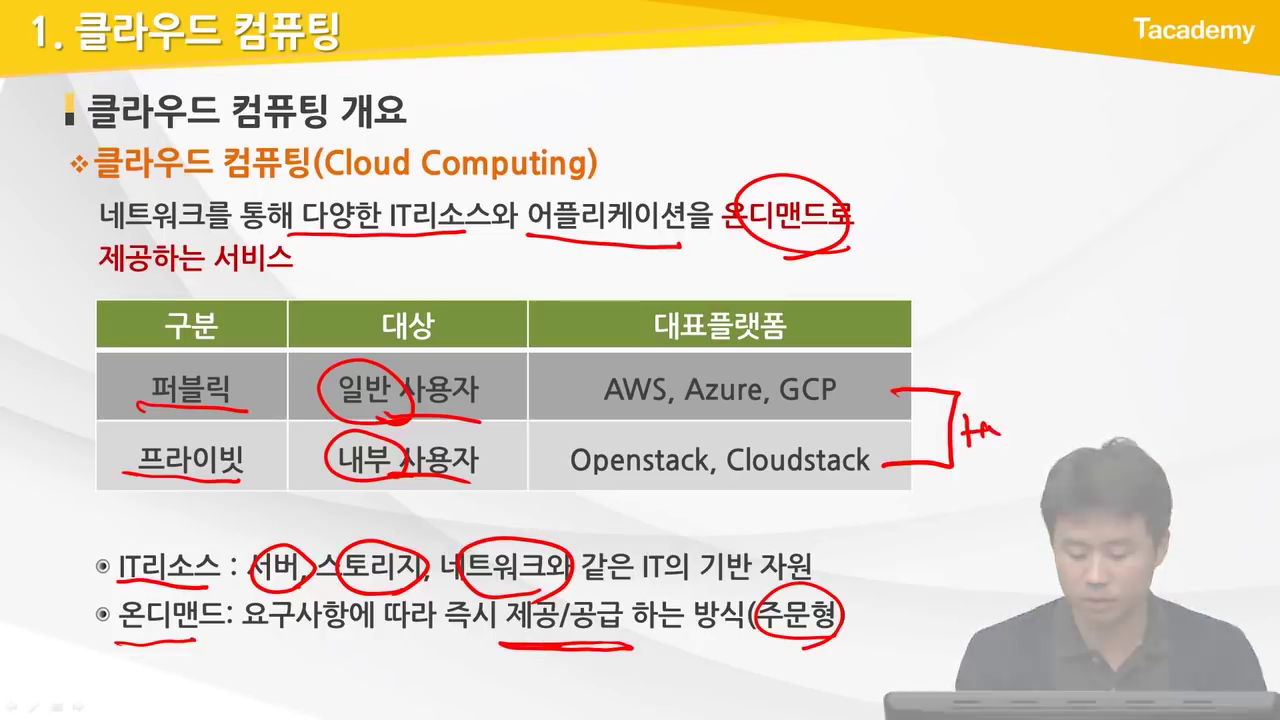 1. 클라우드 컴퓨팅
Tacademy
클라우드 컴퓨팅 개요
클라우드 컴퓨팅(Cloud Computing)
네트워크를 통해 다양한 IT리소스와 어플리케이션을 온디맨드로
제공하는 서비스
구분 대상 대표플랫폼
퍼블릭 일반 사용자 AWS, Azure, GCP
프라이빗 내부 사용자 Openstack, Cloudstack
IT리소스 : 서버, 스토리지, 네트워크와 같은 IT의 기반 자원
온디맨드: 요구사항에 따라 즉시 제공/공급 하는 방식(주문형)